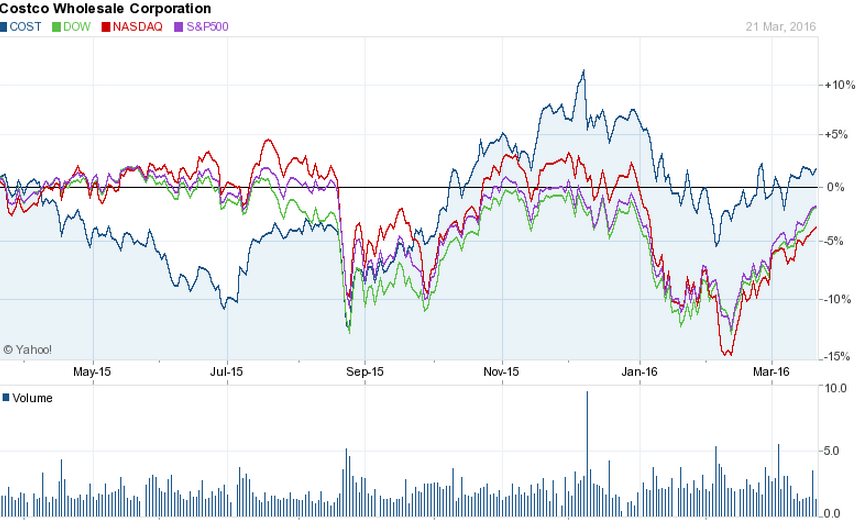 Costco Wholesale Corporation
COST DOW NASDAQ S&P500 21 Mar, 2016
+10%
+5%
0%
-5%
-10%
-15%
© Yahoo!
May-15 Jul-15 Sep-15 Nov-15 Jan-16 Mar-16
Volume
10.0
5.0
0.0